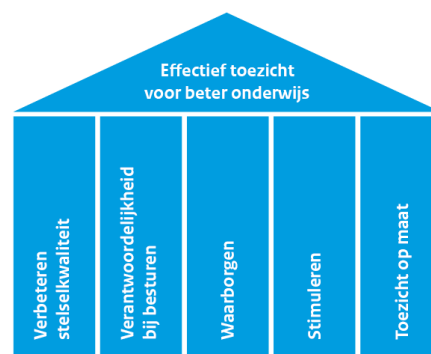 Effectief toezicht
voor beter onderwijs
Verbeteren
stelselkwaliteit
Verantwoordelijkheid
bij besturen
Waarborgen
Stimuleren
Toezicht op maat